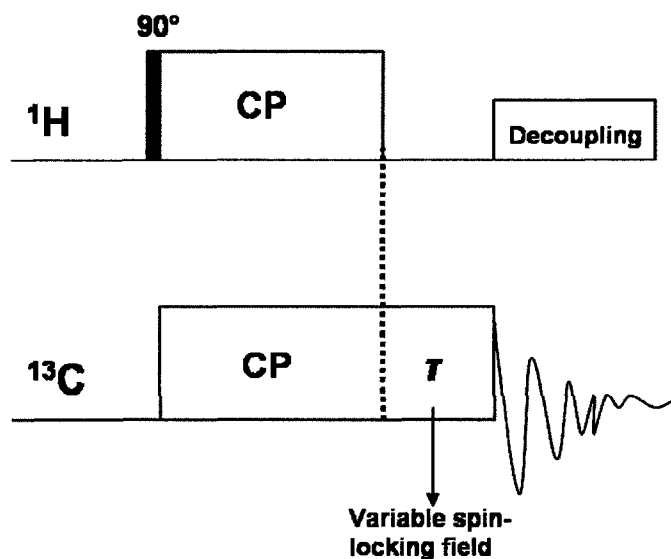 90°
¹H
CP
Decoupling
¹³C
CP
τ
Variable spin-
locking field